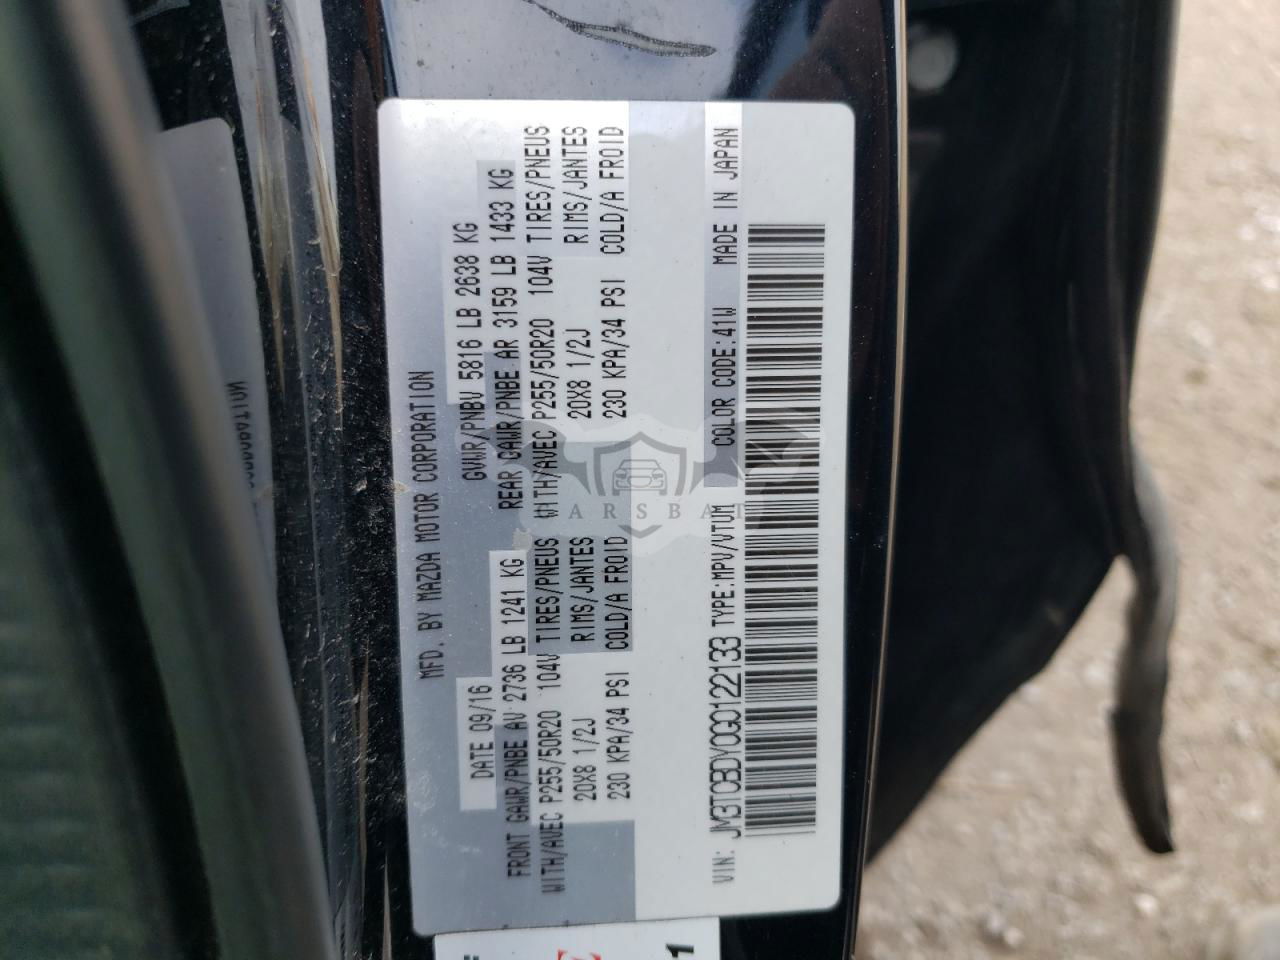 MFD. BY MAZDA MOTOR CORPORATION
DATE 09/16 GVWR/PNBV 5816 LB 2638 KG
FRONT GAWR/PNBE AV 2736 LB 1241 KG REAR GAWR/PNBE AR 3159 LB 1433 KG
WITH/AVEC P255/50R20 104V TIRES/PNEUS WITH/AVEC P255/50R20 104V TIRES/PNEUS
20X8 1/2J RIMS/JANTES 20X8 1/2J RIMS/JANTES
230 KPA/34 PSI COLD/A FROID 230 KPA/34 PSI COLD/A FROID
VIN: JM3TCBDY0G0122133 TYPE:MPV/VTUM COLOR CODE:41W MADE IN JAPAN
CARSBAT
1